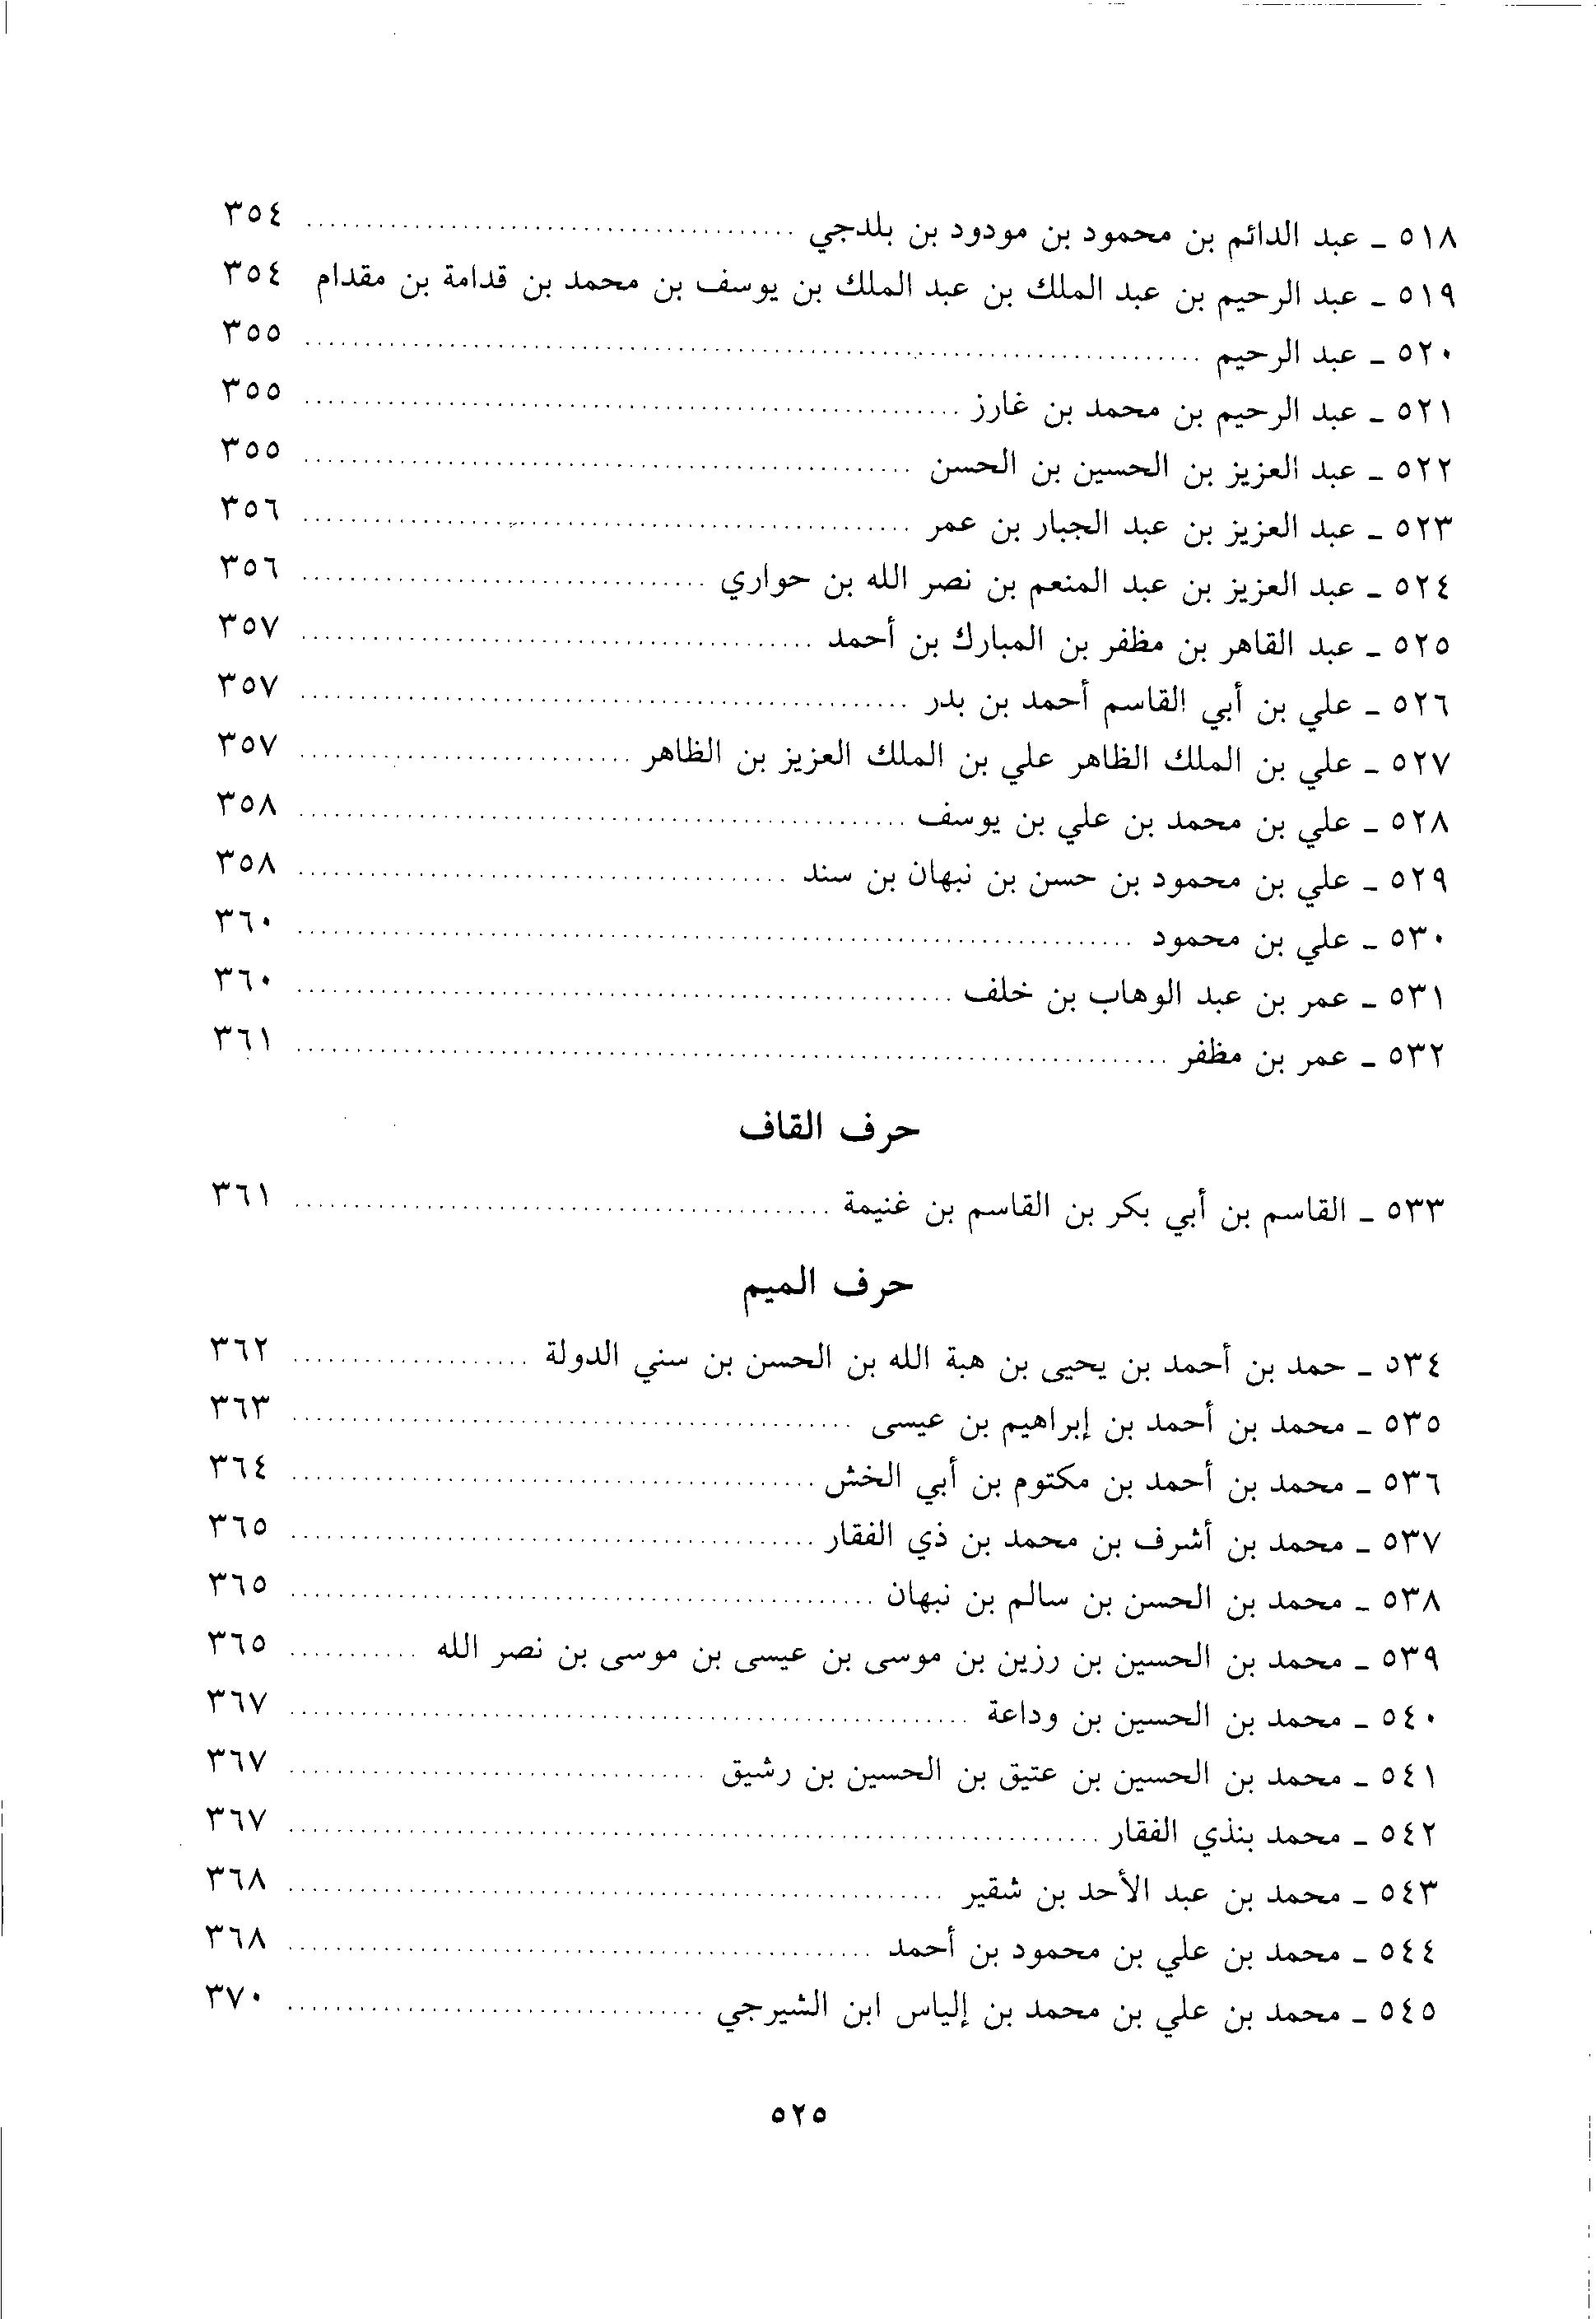 ٥١٨ ـ عبد الدائم بن محمود بن مودود بن بلدجي ........ ٣٥٤
٥١٩ ـ عبد الرحيم بن عبد الملك بن عبد الملك بن يوسف بن محمد بن قدامة بن مقدام ٣٥٤
٥٢٠ ـ عبد الرحيم ........ ٣٥٥
٥٢١ ـ عبد الرحيم بن محمد بن غارز ........ ٣٥٥
٥٢٢ ـ عبد العزيز بن الحسين بن الحسن ........ ٣٥٥
٥٢٣ ـ عبد العزيز بن عبد الجبار بن عمر ........ ٣٥٦
٥٢٤ ـ عبد العزيز بن عبد المنعم بن نصر الله بن حواري ........ ٣٥٦
٥٢٥ ـ عبد القاهر بن مظفر بن المبارك بن أحمد ........ ٣٥٧
٥٢٦ ـ علي بن أبي القاسم أحمد بن بدر ........ ٣٥٧
٥٢٧ ـ علي بن الملك الظاهر علي بن الملك العزيز بن الظاهر ........ ٣٥٧
٥٢٨ ـ علي بن محمد بن علي بن يوسف ........ ٣٥٨
٥٢٩ ـ علي بن محمود بن حسن بن نبهان بن سند ........ ٣٥٨
٥٣٠ ـ علي بن محمود ........ ٣٦٠
٥٣١ ـ عمر بن عبد الوهاب بن خلف ........ ٣٦٠
٥٣٢ ـ عمر بن مظفر ........ ٣٦١
حرف القاف
٥٣٣ ـ القاسم بن أبي بكر بن القاسم بن غنيمة ........ ٣٦١
حرف الميم
٥٣٤ ـ حمد بن أحمد بن يحيى بن هبة الله بن الحسن بن سني الدولة ........ ٣٦٢
٥٣٥ ـ محمد بن أحمد بن إبراهيم بن عيسى ........ ٣٦٣
٥٣٦ ـ محمد بن أحمد بن مكتوم بن أبي الخش ........ ٣٦٤
٥٣٧ ـ محمد بن أشرف بن محمد بن ذي الفقار ........ ٣٦٥
٥٣٨ ـ محمد بن الحسن بن سالم بن نبهان ........ ٣٦٥
٥٣٩ ـ محمد بن الحسين بن رزين بن موسى بن عيسى بن موسى بن نصر الله ........ ٣٦٥
٥٤٠ ـ محمد بن الحسين بن وداعة ........ ٣٦٧
٥٤١ ـ محمد بن الحسين بن عتيق بن الحسين بن رشيق ........ ٣٦٧
٥٤٢ ـ محمد بنذي الفقار ........ ٣٦٧
٥٤٣ ـ محمد بن عبد الأحد بن شقير ........ ٣٦٨
٥٤٤ ـ محمد بن علي بن محمود بن أحمد ........ ٣٦٨
٥٤٥ ـ محمد بن علي بن محمد بن إلياس ابن الشيرجي ........ ٣٧٠
٥٢٥